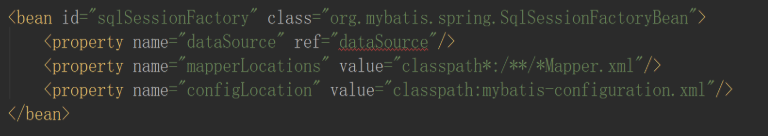 <bean id="sqlSessionFactory" class="org.mybatis.spring.SqlSessionFactoryBean">
<property name="dataSource" ref="dataSource"/>
<property name="mapperLocations" value="classpath*:/**/*Mapper.xml"/>
<property name="configLocation" value="classpath:mybatis-configuration.xml"/>
</bean>